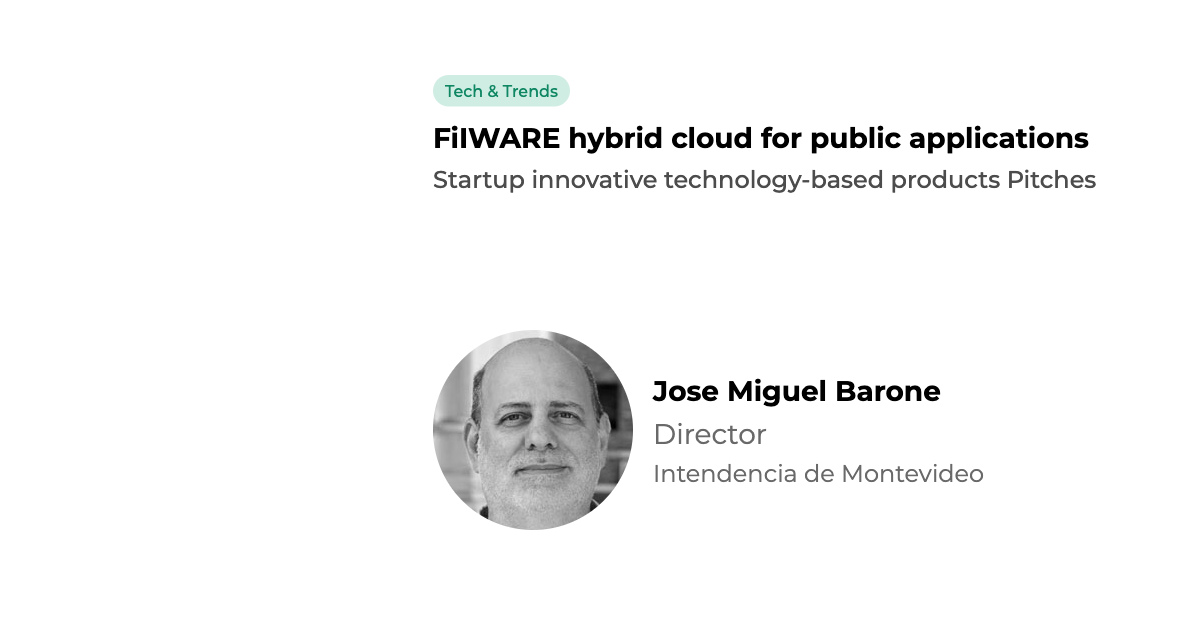 Tech & Trends
FiIWARE hybrid cloud for public applications
Startup innovative technology-based products Pitches
Jose Miguel Barone
Director
Intendencia de Montevideo